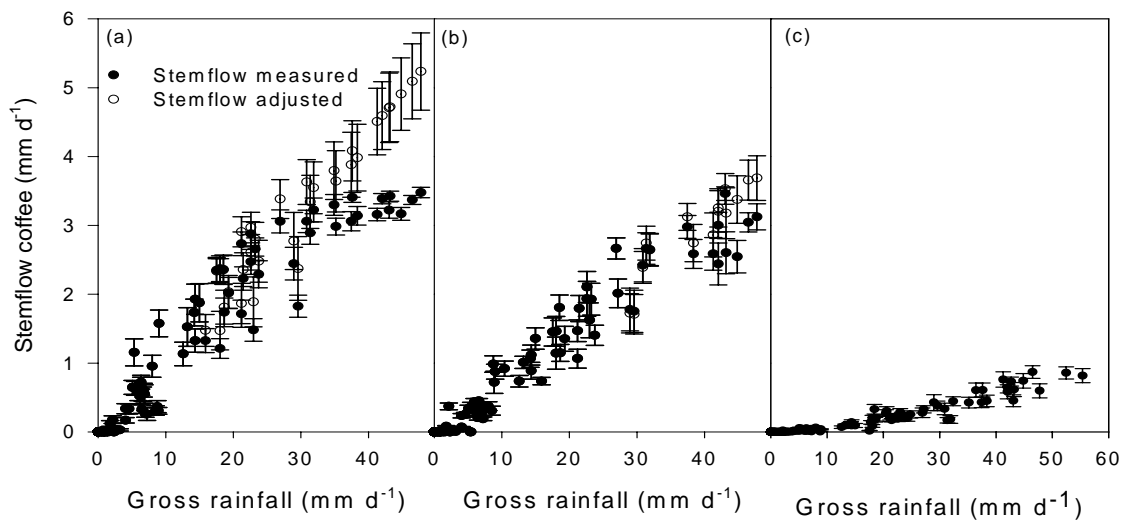 (a)
(b)
(c)
Stemflow measured
Stemflow adjusted
Stemflow coffee (mm d⁻¹)
6
5
4
3
2
1
0
0 10 20 30 40 50
0 10 20 30 40 50
0 10 20 30 40 50 60
Gross rainfall (mm d⁻¹)
Gross rainfall (mm d⁻¹)
Gross rainfall (mm d⁻¹)